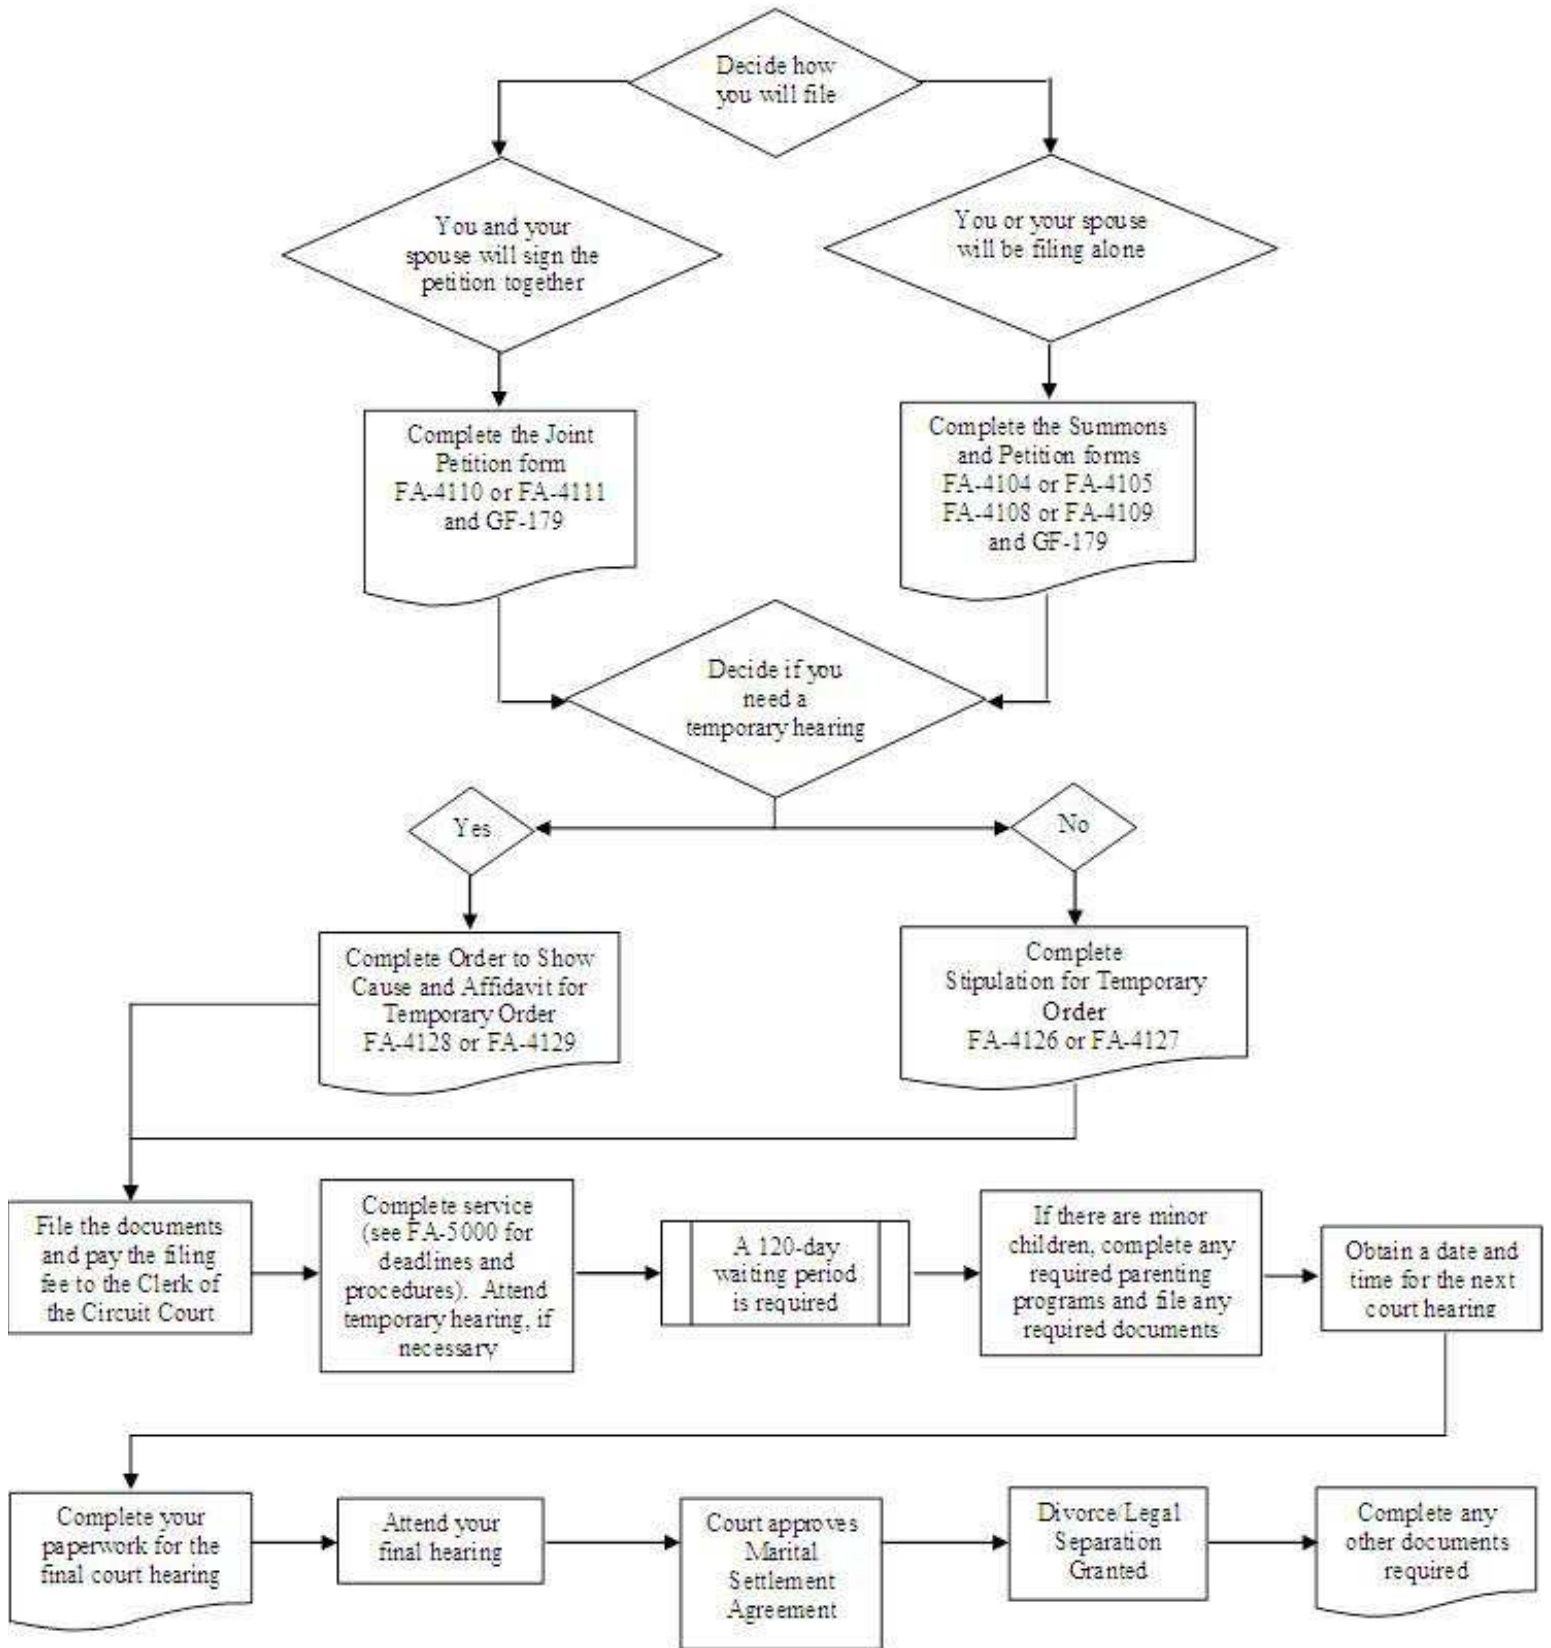 Decide how
you will file
You and your
spouse will sign the
petition together
You or your spouse
will be filing alone
Complete the Joint
Petition form
FA-4110 or FA-4111
and GF-179
Complete the Summons
and Petition forms
FA-4104 or FA-4105
FA-4108 or FA-4109
and GF-179
Decide if you
need a
temporary hearing
Yes
No
Complete Order to Show
Cause and Affidavit for
Temporary Order
FA-4128 or FA-4129
Complete
Stipulation for Temporary
Order
FA-4126 or FA-4127
File the documents
and pay the filing
fee to the Clerk of
the Circuit Court
Complete service
(see FA-5000 for
deadlines and
procedures). Attend
temporary hearing, if
necessary
A 120-day
waiting period
is required
If there are minor
children, complete any
required parenting
programs and file any
required documents
Obtain a date and
time for the next
court hearing
Complete your
paperwork for the
final court hearing
Attend your
final hearing
Court approves
Marital
Settlement
Agreement
Divorce/Legal
Separation
Granted
Complete any
other documents
required